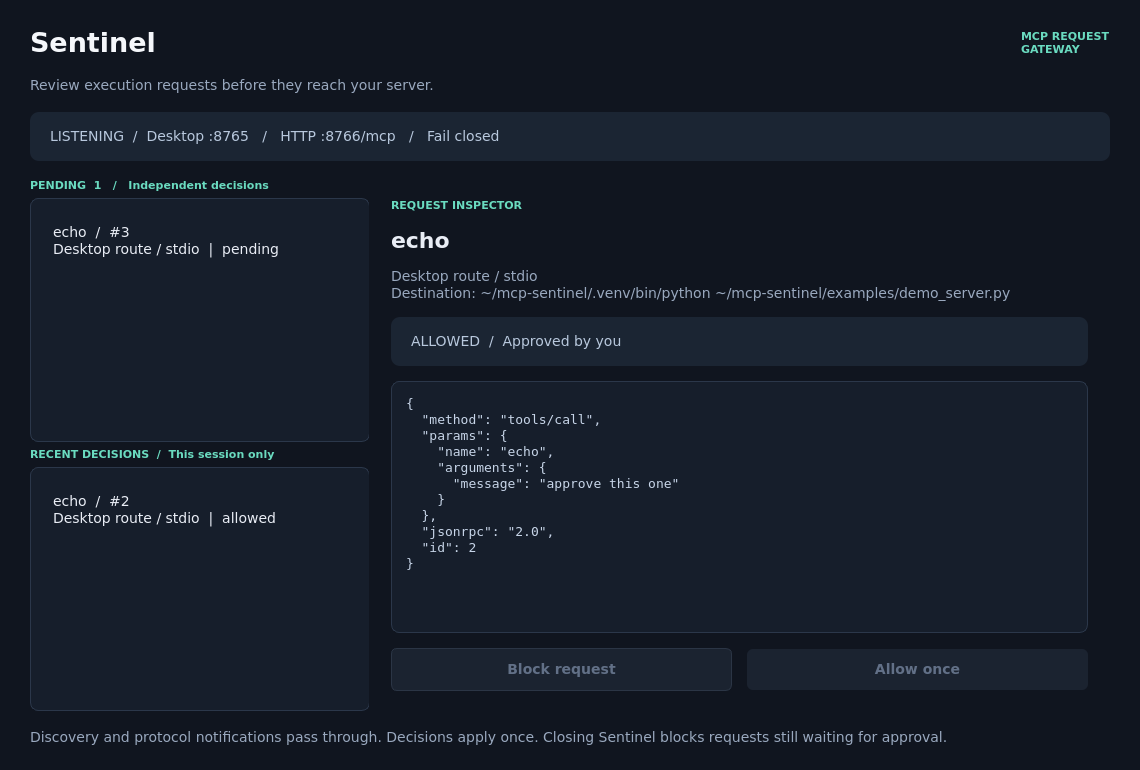 Sentinel
MCP REQUEST
GATEWAY
Review execution requests before they reach your server.
LISTENING / Desktop :8765 / HTTP :8766/mcp / Fail closed
PENDING 1 / Independent decisions
echo / #3
Desktop route / stdio | pending
RECENT DECISIONS / This session only
echo / #2
Desktop route / stdio | allowed
REQUEST INSPECTOR
echo
Desktop route / stdio
Destination: ~/mcp-sentinel/.venv/bin/python ~/mcp-sentinel/examples/demo_server.py
ALLOWED / Approved by you
{
  "method": "tools/call",
  "params": {
    "name": "echo",
    "arguments": {
      "message": "approve this one"
    }
  },
  "jsonrpc": "2.0",
  "id": 2
}
Block request
Allow once
Discovery and protocol notifications pass through. Decisions apply once. Closing Sentinel blocks requests still waiting for approval.